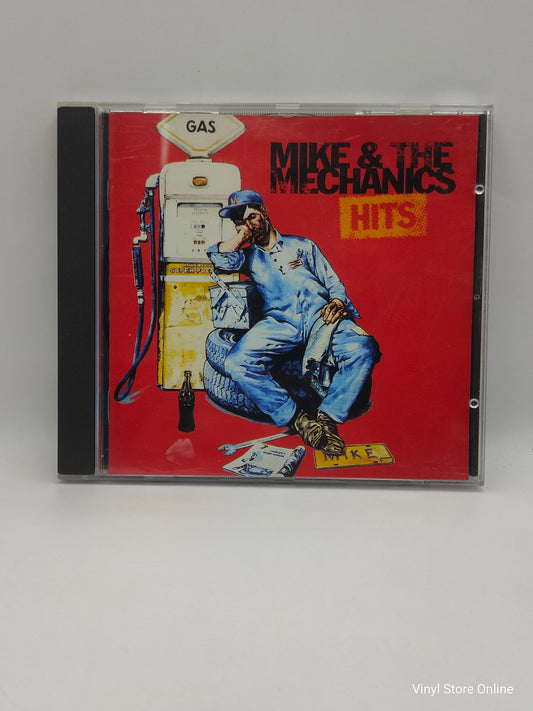 GAS
MIKE & THE
MECHANICS
HITS
MIKE
Vinyl Store Online